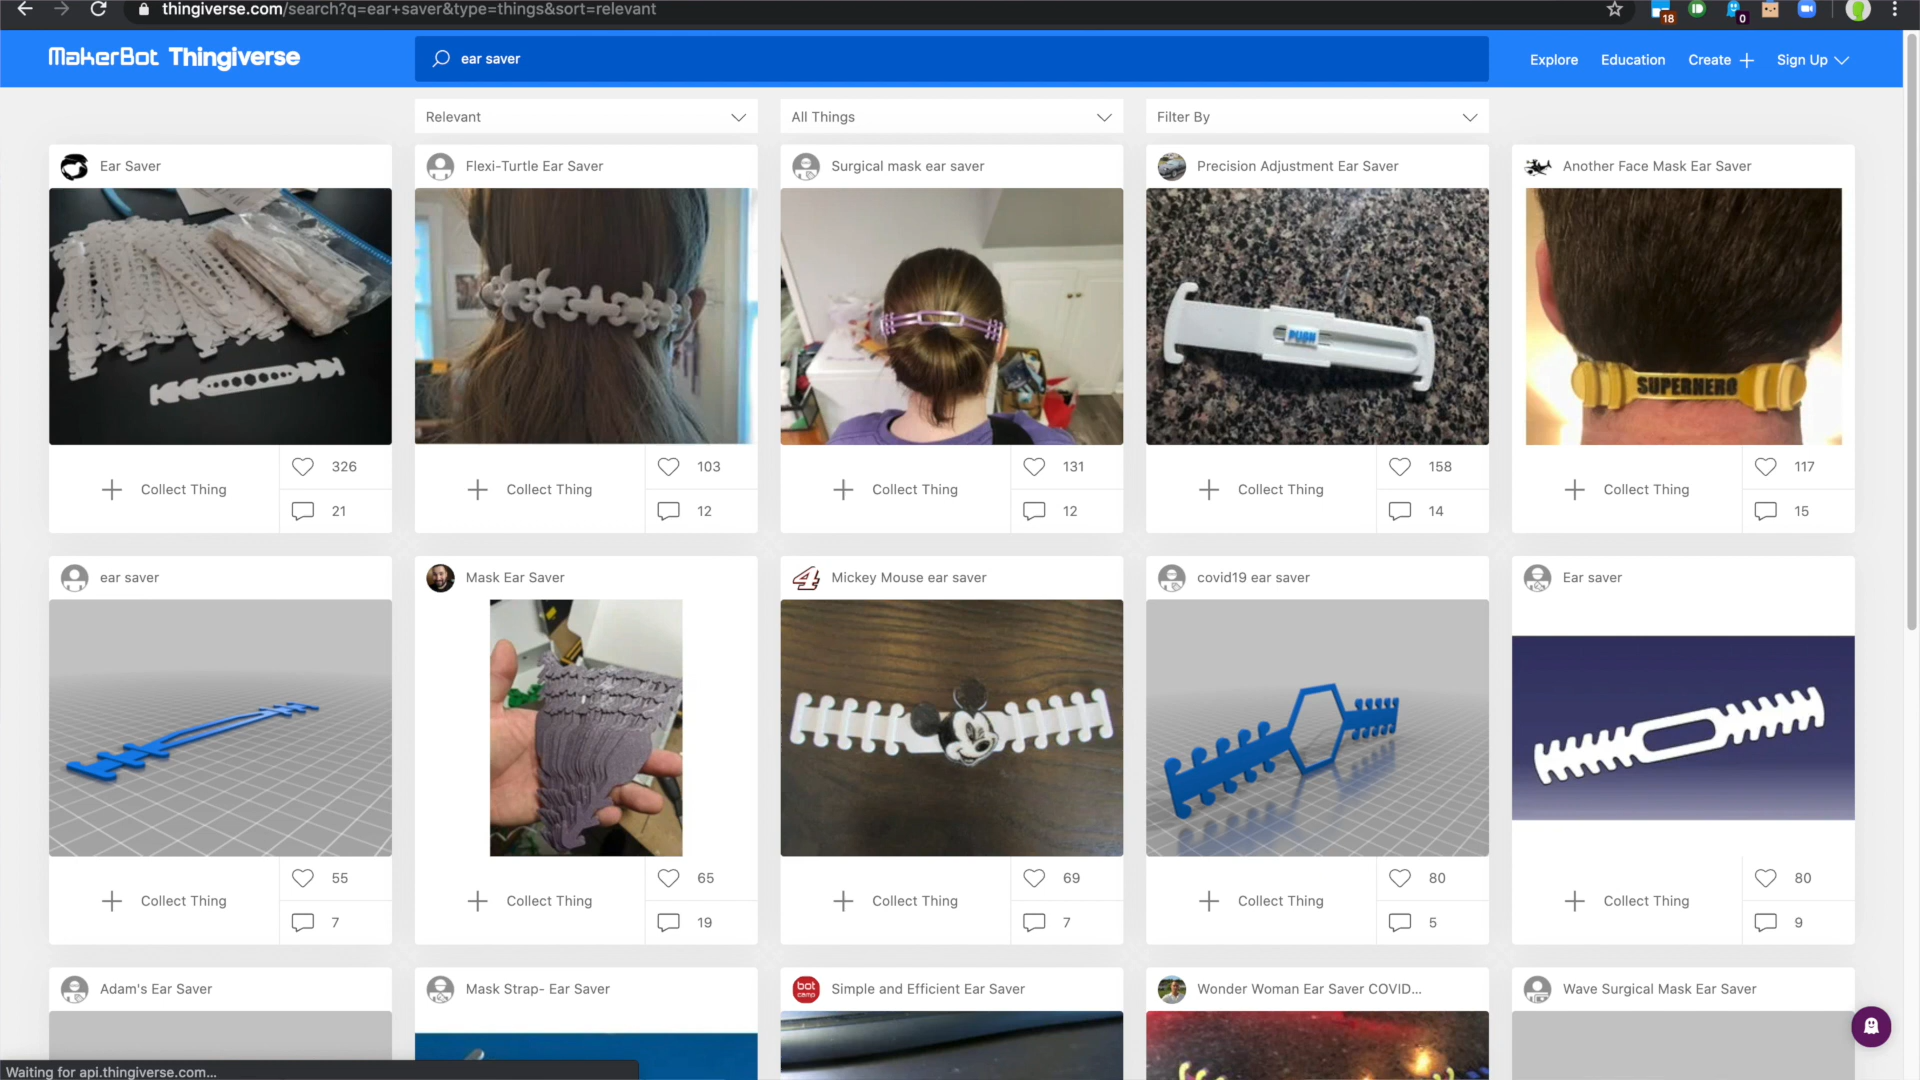 thingiverse.com/search?q=ear+saver&type=things&sort=relevant
18
0
MakerBot Thingiverse
ear saver
Explore
Education
Create
Sign Up
Relevant
All Things
Filter By
Ear Saver
Flexi-Turtle Ear Saver
Surgical mask ear saver
Precision Adjustment Ear Saver
Another Face Mask Ear Saver
PUSH
SUPERHERO
Collect Thing
326
21
Collect Thing
103
12
Collect Thing
131
12
Collect Thing
158
14
Collect Thing
117
15
ear saver
Mask Ear Saver
4
Mickey Mouse ear saver
covid19 ear saver
Ear saver
Collect Thing
55
7
Collect Thing
65
19
Collect Thing
69
7
Collect Thing
80
5
Collect Thing
80
9
Adam's Ear Saver
Mask Strap- Ear Saver
bot
camp
Simple and Efficient Ear Saver
Wonder Woman Ear Saver COVID...
Wave Surgical Mask Ear Saver
Waiting for api.thingiverse.com...